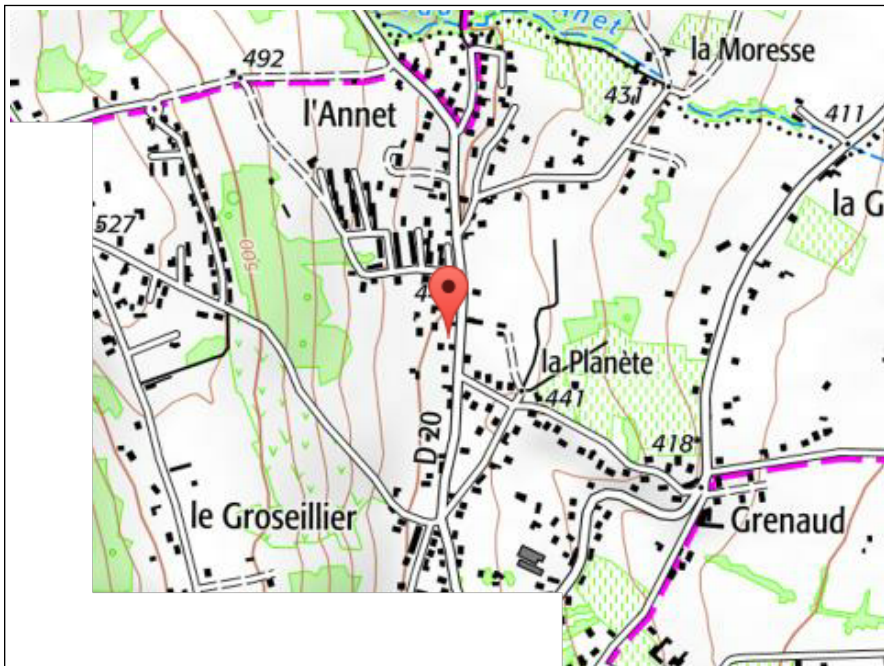 492
la Moresse
l'Annet
431
411
la G
527
500
la Planète
441
D 20
418
le Groseillier
Grenaud